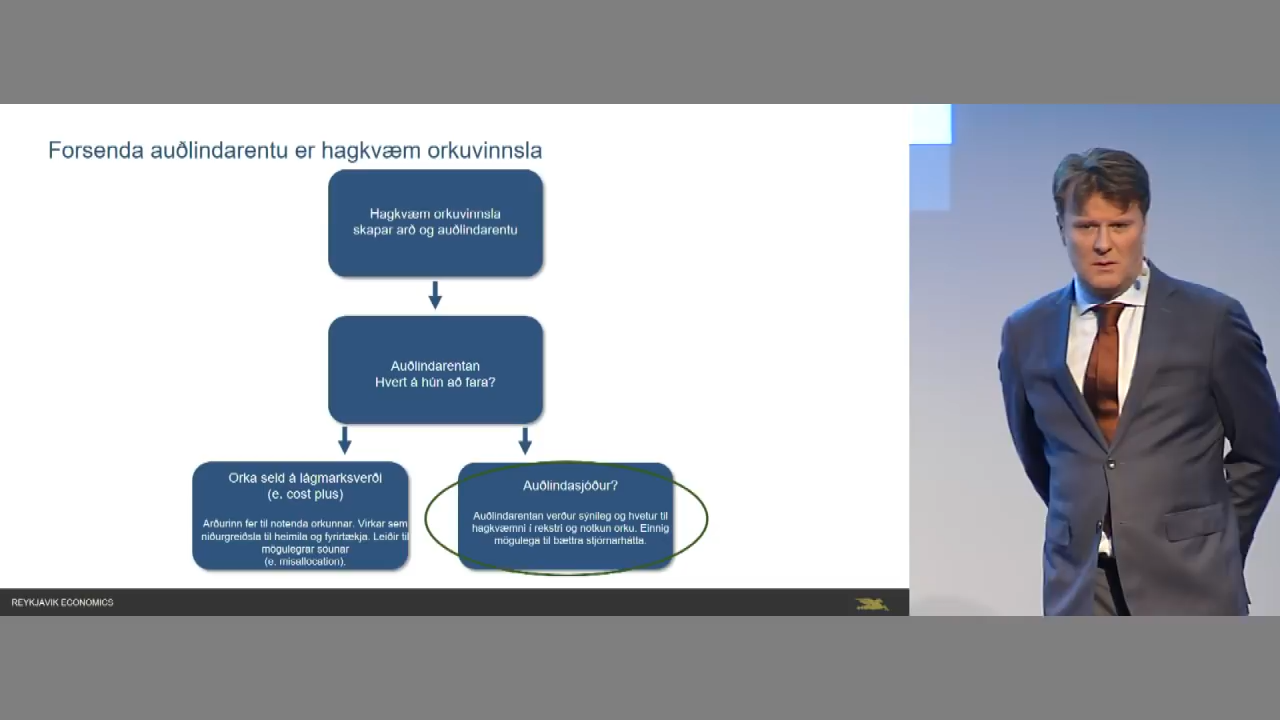 Forsenda auðlindarentu er hagkvæm orkuvinnsla
Hagkvæm orkuvinnsla
skapar arð og auðlindarentu
Auðlindarentan
Hvert á hún að fara?
Orka seld á lágmarksverði
(e. cost plus)
Arðurinn fer til notenda orkunnar. Virkar sem
niðurgreiðsla til heimila og fyrirtækja. Leiðir til
mögulegrar sóunar
(e. misallocation).
Auðlindasjóður?
Auðlindarentan verður sýnileg og hvetur til
hagkvæmni í rekstri og notkun orku. Einnig
mögulega til bættra stjórnarhátta.
REYKJAVIK ECONOMICS